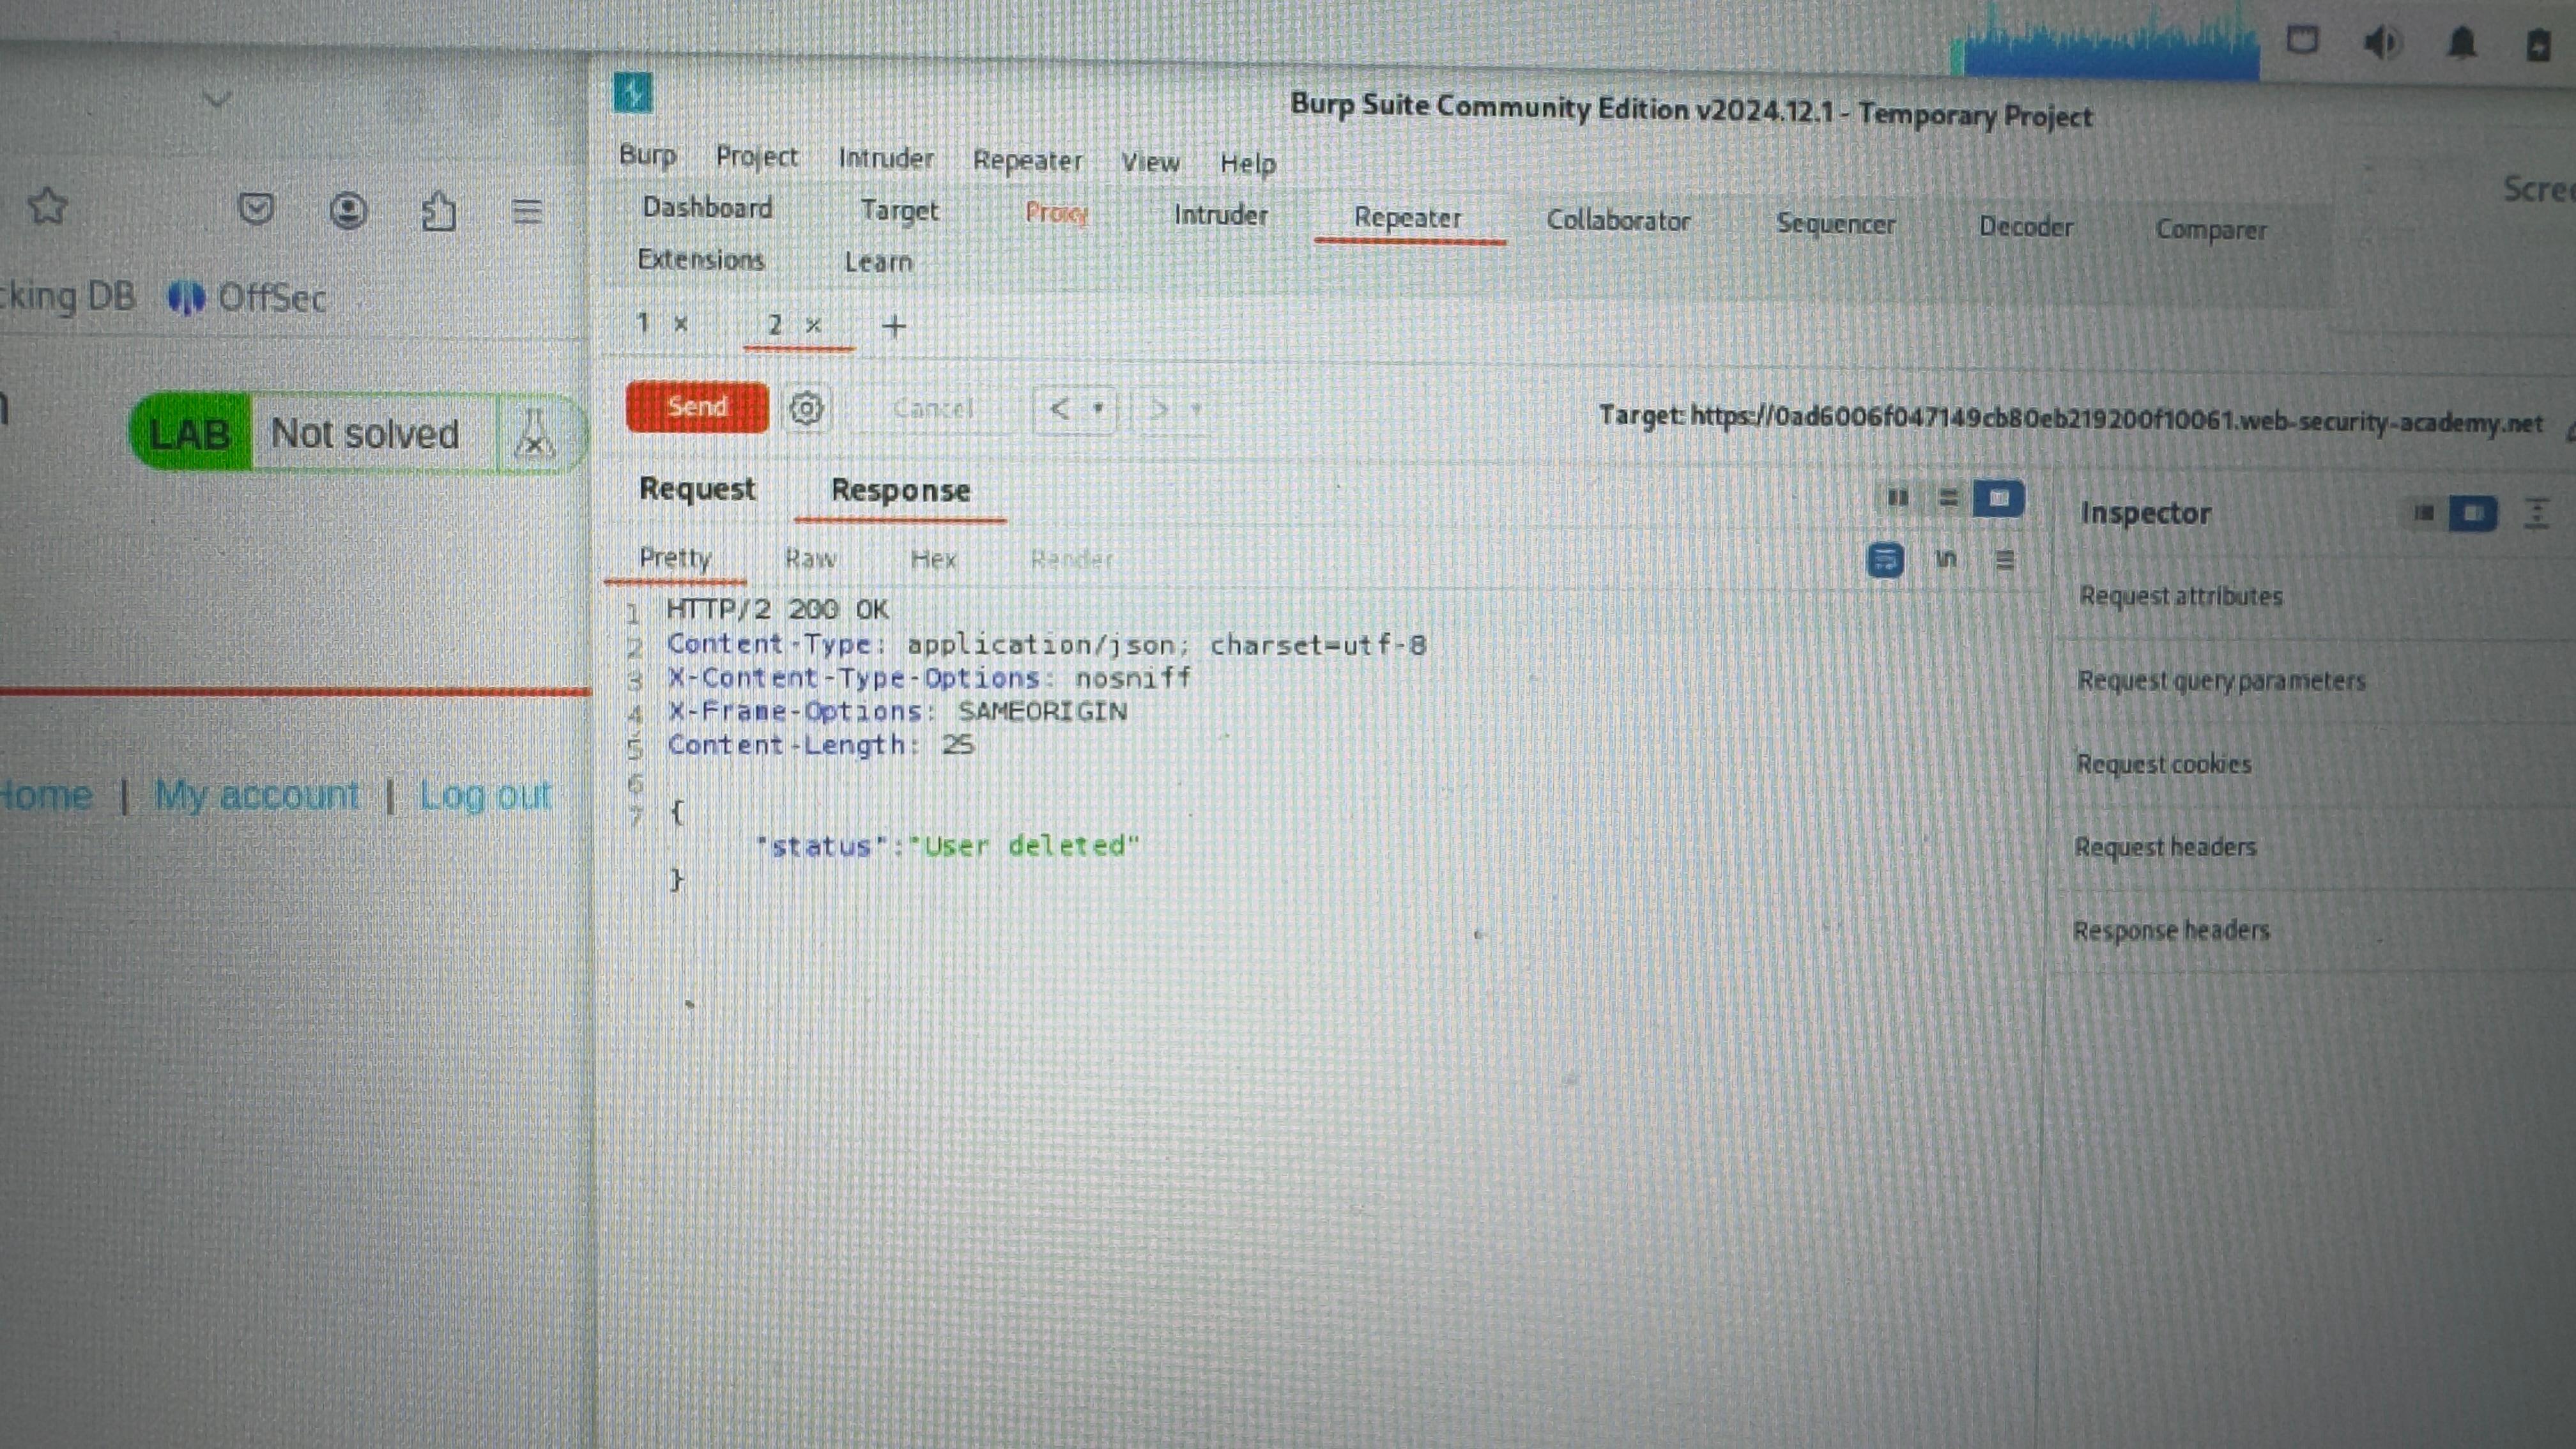 Burp Suite Community Edition v2024.12.1 - Temporary Project
Burp Project Intruder Repeater View Help
Dashboard Target Proxy Intruder Repeater Collaborator Sequencer Decoder Comparer
Extensions Learn
Scree
cking DB OffSec
1 × 2 × +
LAB Not solved
Send Cancel < >
Target: https://0ad6006f047149cb80eb219200f10061.web-security-academy.net
Request Response
Pretty Raw Hex Render
\n
1 HTTP/2 200 OK
2 Content-Type: application/json; charset=utf-8
3 X-Content-Type-Options: nosniff
4 X-Frame-Options: SAMEORIGIN
5 Content-Length: 25
6
7 {
"status":"User deleted"
}
Home | My account | Log out
Inspector
Request attributes
Request query parameters
Request cookies
Request headers
Response headers